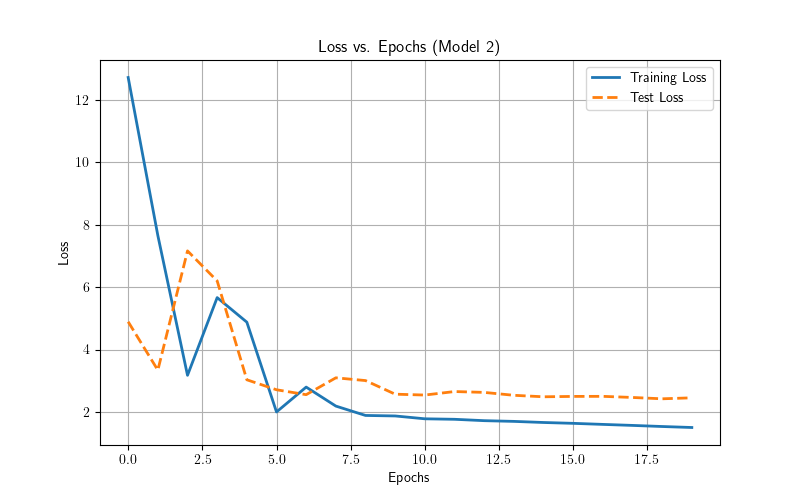 Loss vs. Epochs (Model 2)
Training Loss
Test Loss
12
10
8
6
4
2
Loss
0.0 2.5 5.0 7.5 10.0 12.5 15.0 17.5
Epochs